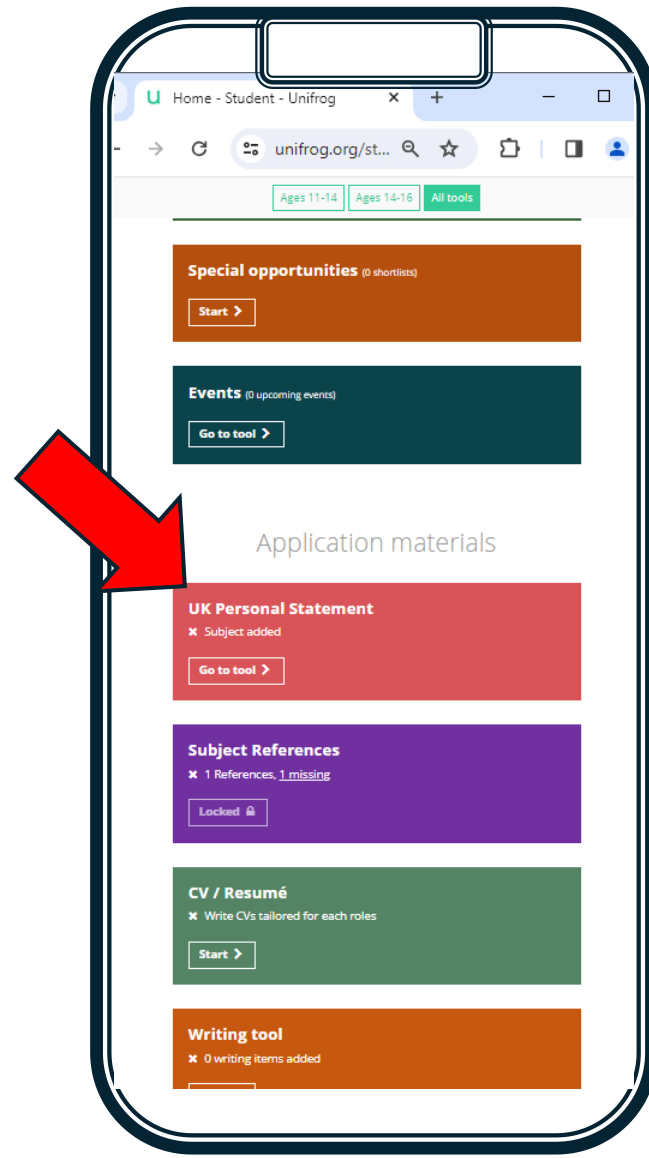 Home - Student - Unifrog
unifrog.org/st...
Ages 11-14 Ages 14-16 All tools
Special opportunities (0 shortlists)
Start
Events (0 upcoming events)
Go to tool
Application materials
UK Personal Statement
Subject added
Go to tool
Subject References
1 References, 1 missing
Locked
CV / Resumé
Write CVs tailored for each roles
Start
Writing tool
0 writing items added